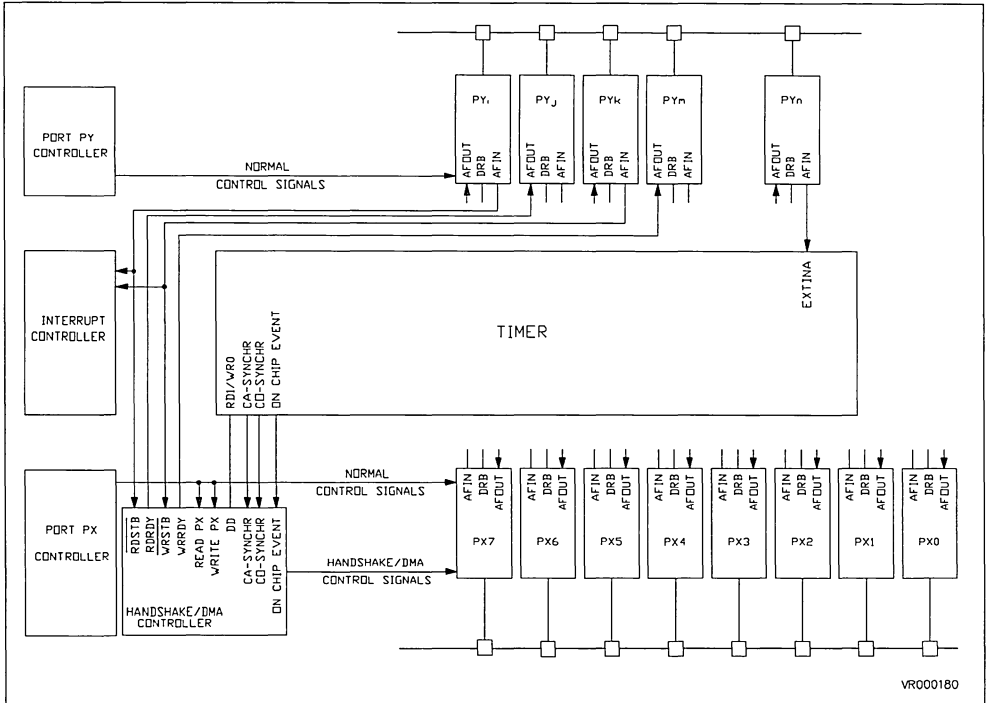 PYi
PYj
PYk
PYm
PYn
AFOUT
DRB
AFIN
AFOUT
DRB
AFIN
AFOUT
DRB
AFIN
AFOUT
DRB
AFIN
AFOUT
DRB
AFIN
PORT PY
CONTROLLER
NORMAL
CONTROL SIGNALS
INTERRUPT
CONTROLLER
EXTINA
TIMER
RDI/WRO
CA-SYNCHR
CO-SYNCHR
ON CHIP EVENT
PORT PX
CONTROLLER
NORMAL
CONTROL SIGNALS
RDSTB
RDRDY
WRSTB
WRRDY
READ PX
WRITE PX
DD
CA-SYNCHR
CO-SYNCHR
ON CHIP EVENT
HANDSHAKE/DMA
CONTROLLER
HANDSHAKE/DMA
CONTROL SIGNALS
AFIN
DRB
AFOUT
AFIN
DRB
AFOUT
AFIN
DRB
AFOUT
AFIN
DRB
AFOUT
AFIN
DRB
AFOUT
AFIN
DRB
AFOUT
AFIN
DRB
AFOUT
AFIN
DRB
AFOUT
PX7
PX6
PX5
PX4
PX3
PX2
PX1
PX0
VR000180